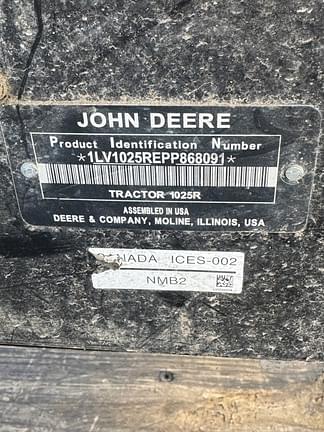 JOHN DEERE
Product Identification Number
*1LV1025REPP868091*
TRACTOR 1025R
ASSEMBLED IN USA
DEERE & COMPANY, MOLINE, ILLINOIS, USA
NADA ICES-002
NMB2